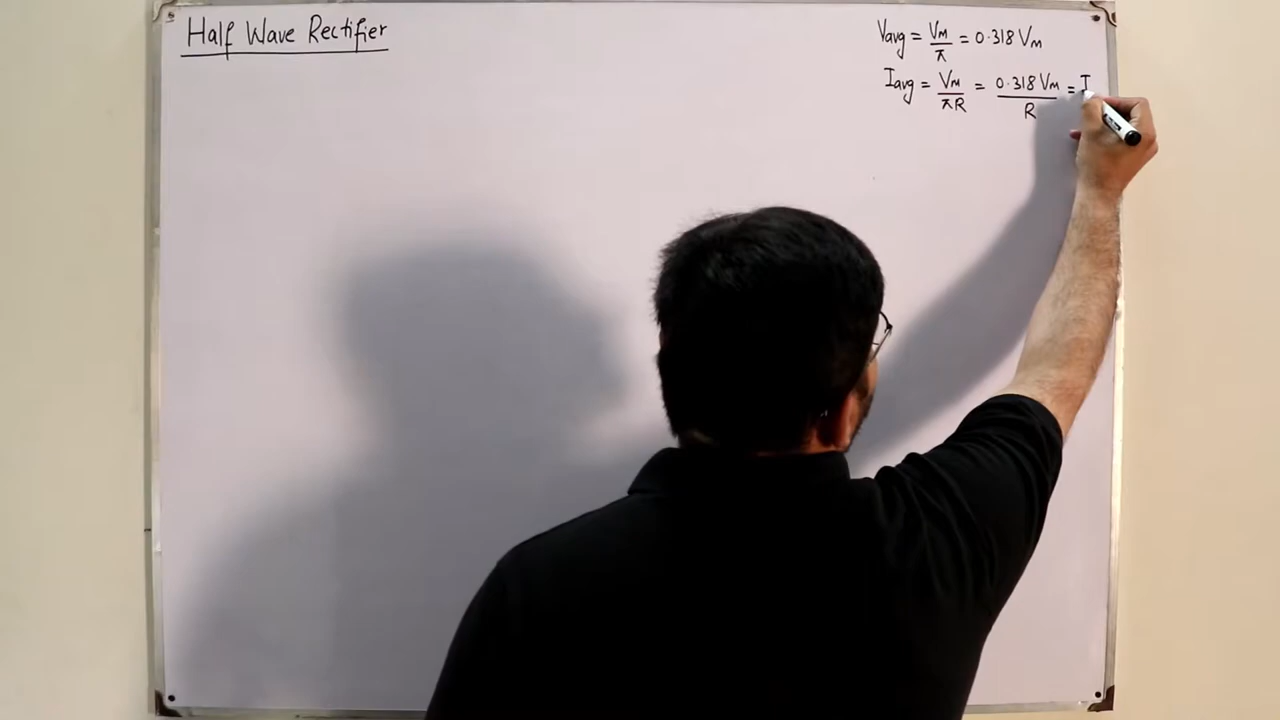 Half Wave Rectifier
Vavg = VM/π = 0.318 VM
Iavg = VM/πR = 0.318 VM/R = I